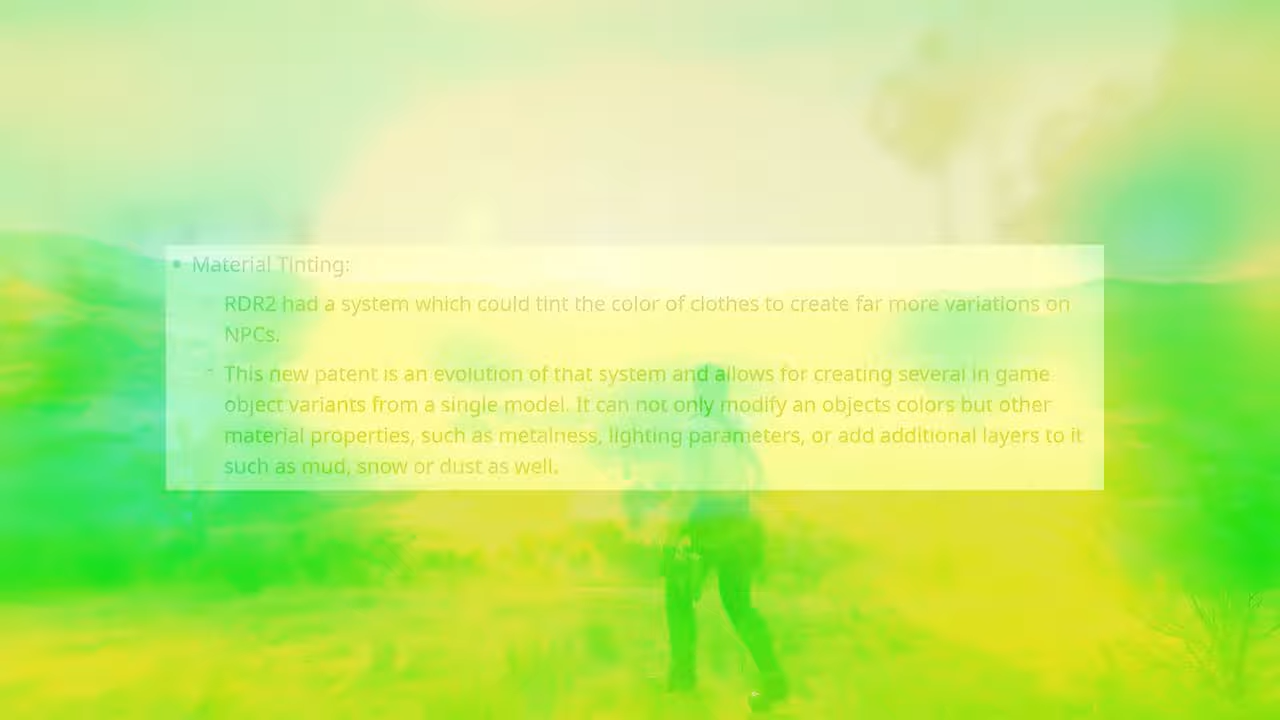 • Material Tinting:
RDR2 had a system which could tint the color of clothes to create far more variations on
NPCs.
- This new patent is an evolution of that system and allows for creating several in game
object variants from a single model. It can not only modify an objects colors but other
material properties, such as metalness, lighting parameters, or add additional layers to it
such as mud, snow or dust as well.